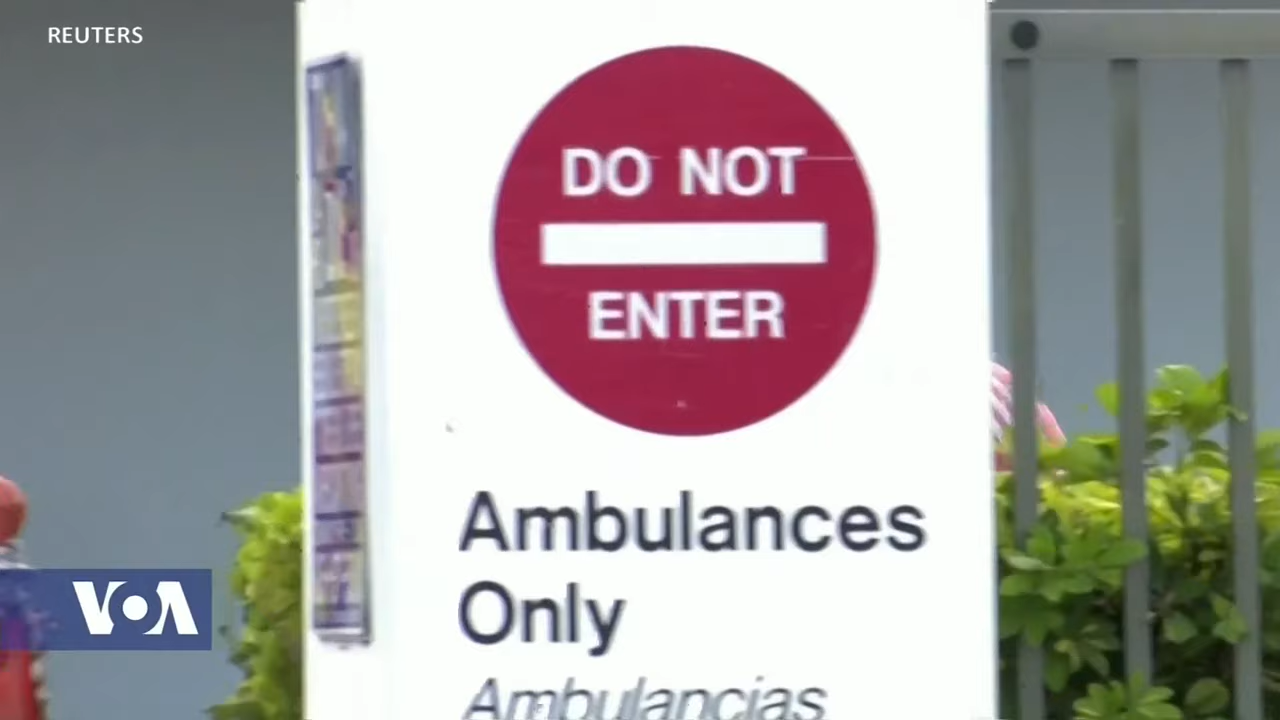 REUTERS
DO NOT
ENTER
Ambulances
Only
Ambulancias
VOA